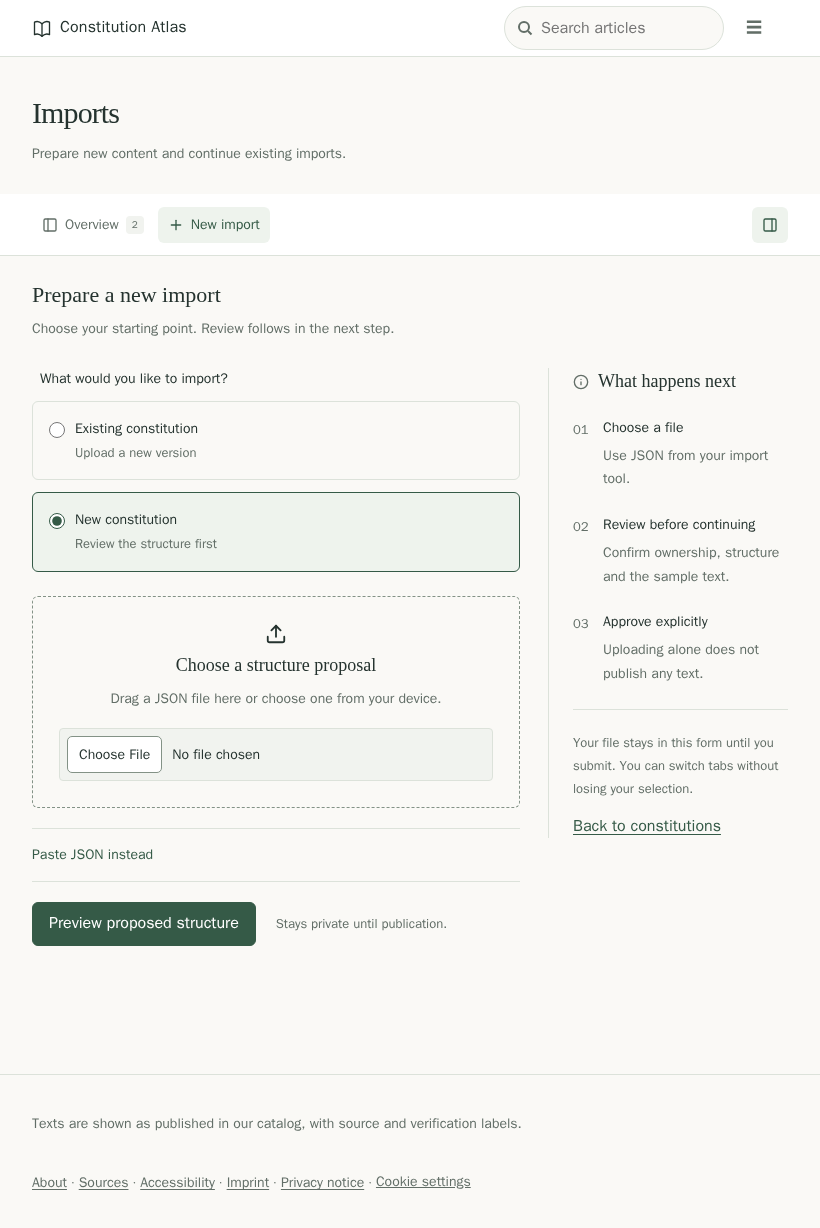 Constitution Atlas
Search articles
Imports
Prepare new content and continue existing imports.
Overview 2
New import
Prepare a new import
Choose your starting point. Review follows in the next step.
What would you like to import?
Existing constitution
Upload a new version
New constitution
Review the structure first
Choose a structure proposal
Drag a JSON file here or choose one from your device.
Choose File No file chosen
Paste JSON instead
Preview proposed structure
Stays private until publication.
What happens next
01 Choose a file
Use JSON from your import
tool.
02 Review before continuing
Confirm ownership, structure
and the sample text.
03 Approve explicitly
Uploading alone does not
publish any text.
Your file stays in this form until you
submit. You can switch tabs without
losing your selection.
Back to constitutions
Texts are shown as published in our catalog, with source and verification labels.
About · Sources · Accessibility · Imprint · Privacy notice · Cookie settings